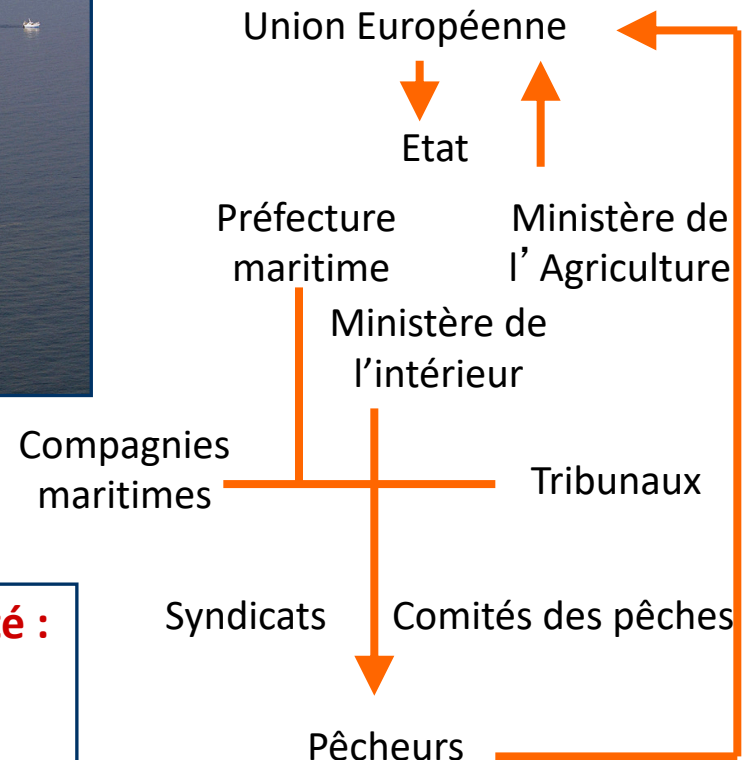 Union Européenne
Etat
Préfecture
maritime
Ministère de
l’ Agriculture
Ministère de
l’intérieur
Compagnies
maritimes
Tribunaux
té :
Syndicats
Comités des pêches
Pêcheurs